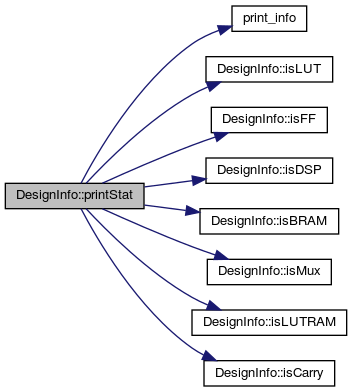 print_info
DesignInfo::isLUT
DesignInfo::isFF
DesignInfo::isDSP
DesignInfo::printStat
DesignInfo::isBRAM
DesignInfo::isMux
DesignInfo::isLUTRAM
DesignInfo::isCarry